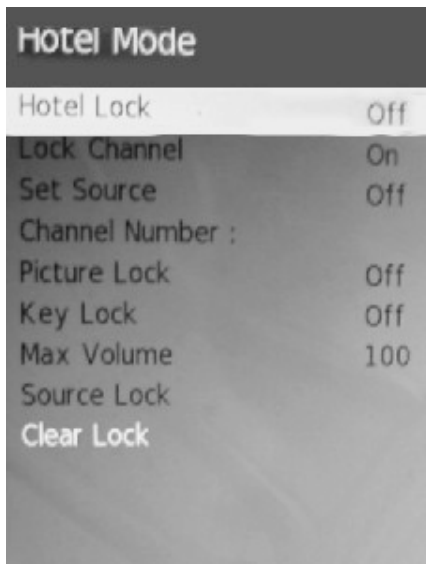 Hotel Mode
Hotel Lock Off
Lock Channel On
Set Source Off
Channel Number :
Picture Lock Off
Key Lock Off
Max Volume 100
Source Lock
Clear Lock